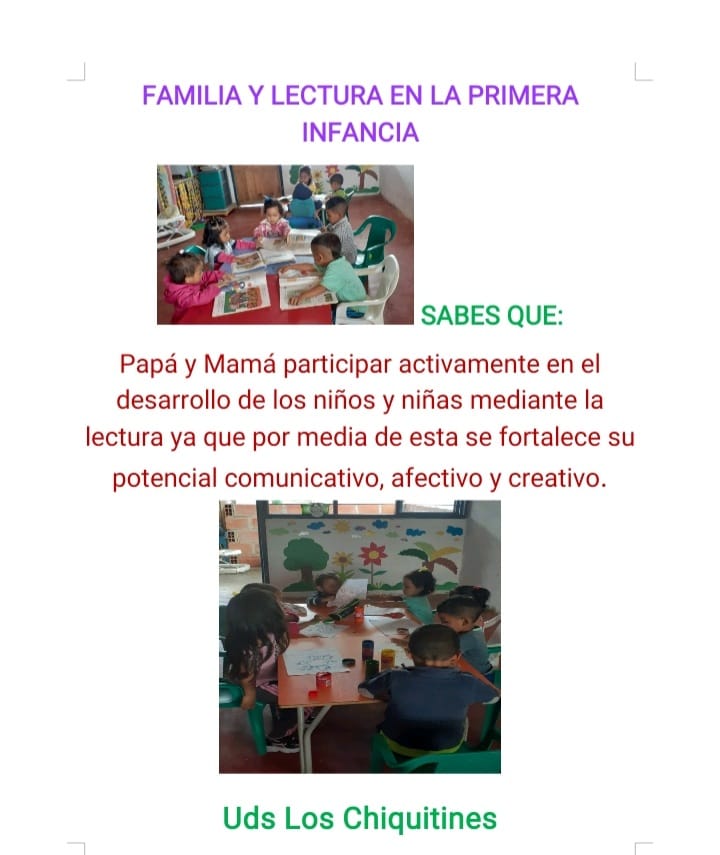 FAMILIA Y LECTURA EN LA PRIMERA
INFANCIA
SABES QUE:
Papá y Mamá participar activamente en el
desarrollo de los niños y niñas mediante la
lectura ya que por media de esta se fortalece su
potencial comunicativo, afectivo y creativo.
Uds Los Chiquitines